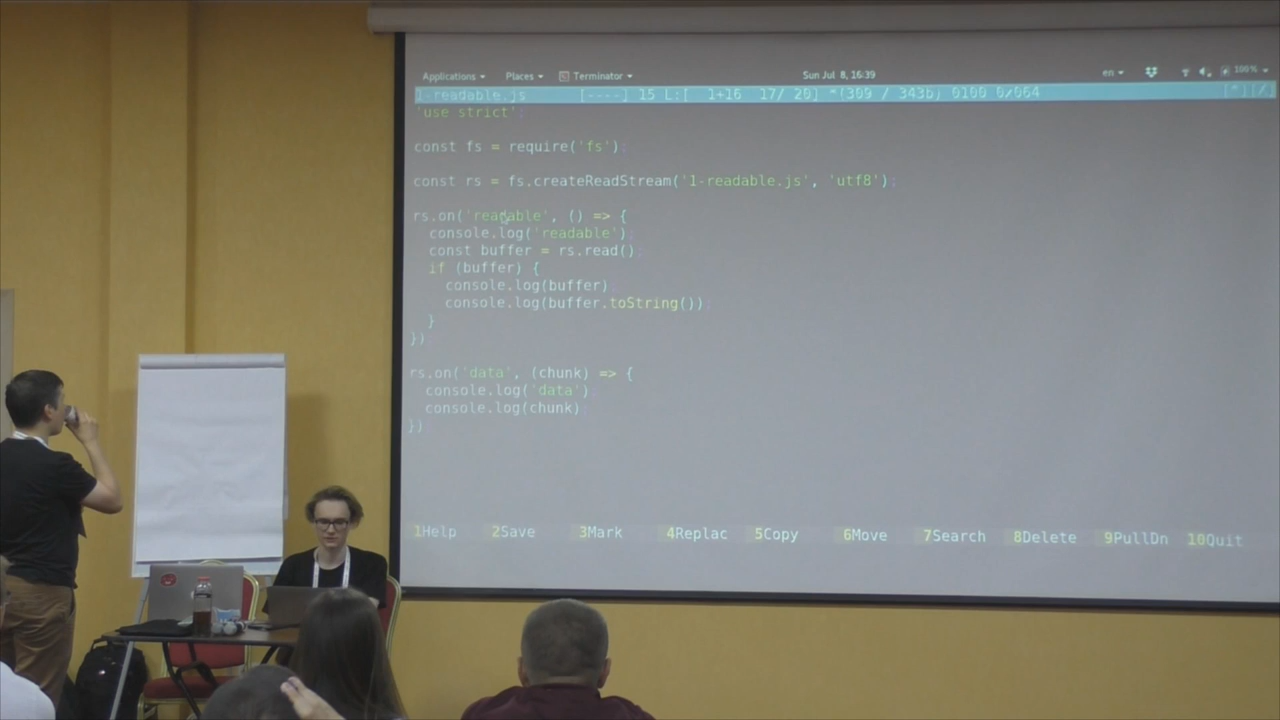 Applications Places Terminator Sun Jul 8, 16:39 en 100%
1-readable.js [----] 15 L:[ 1+16 17/ 20] *(309 / 343b) 0100 0x064 [*][/]
'use strict';
const fs = require('fs');
const rs = fs.createReadStream('1-readable.js', 'utf8');
rs.on('readable', () => {
console.log('readable');
const buffer = rs.read();
if (buffer) {
console.log(buffer);
console.log(buffer.toString());
}
});
rs.on('data', (chunk) => {
console.log('data')
console.log(chunk)
})
1Help 2Save 3Mark 4Replac 5Copy 6Move 7Search 8Delete 9PullDn 10Quit